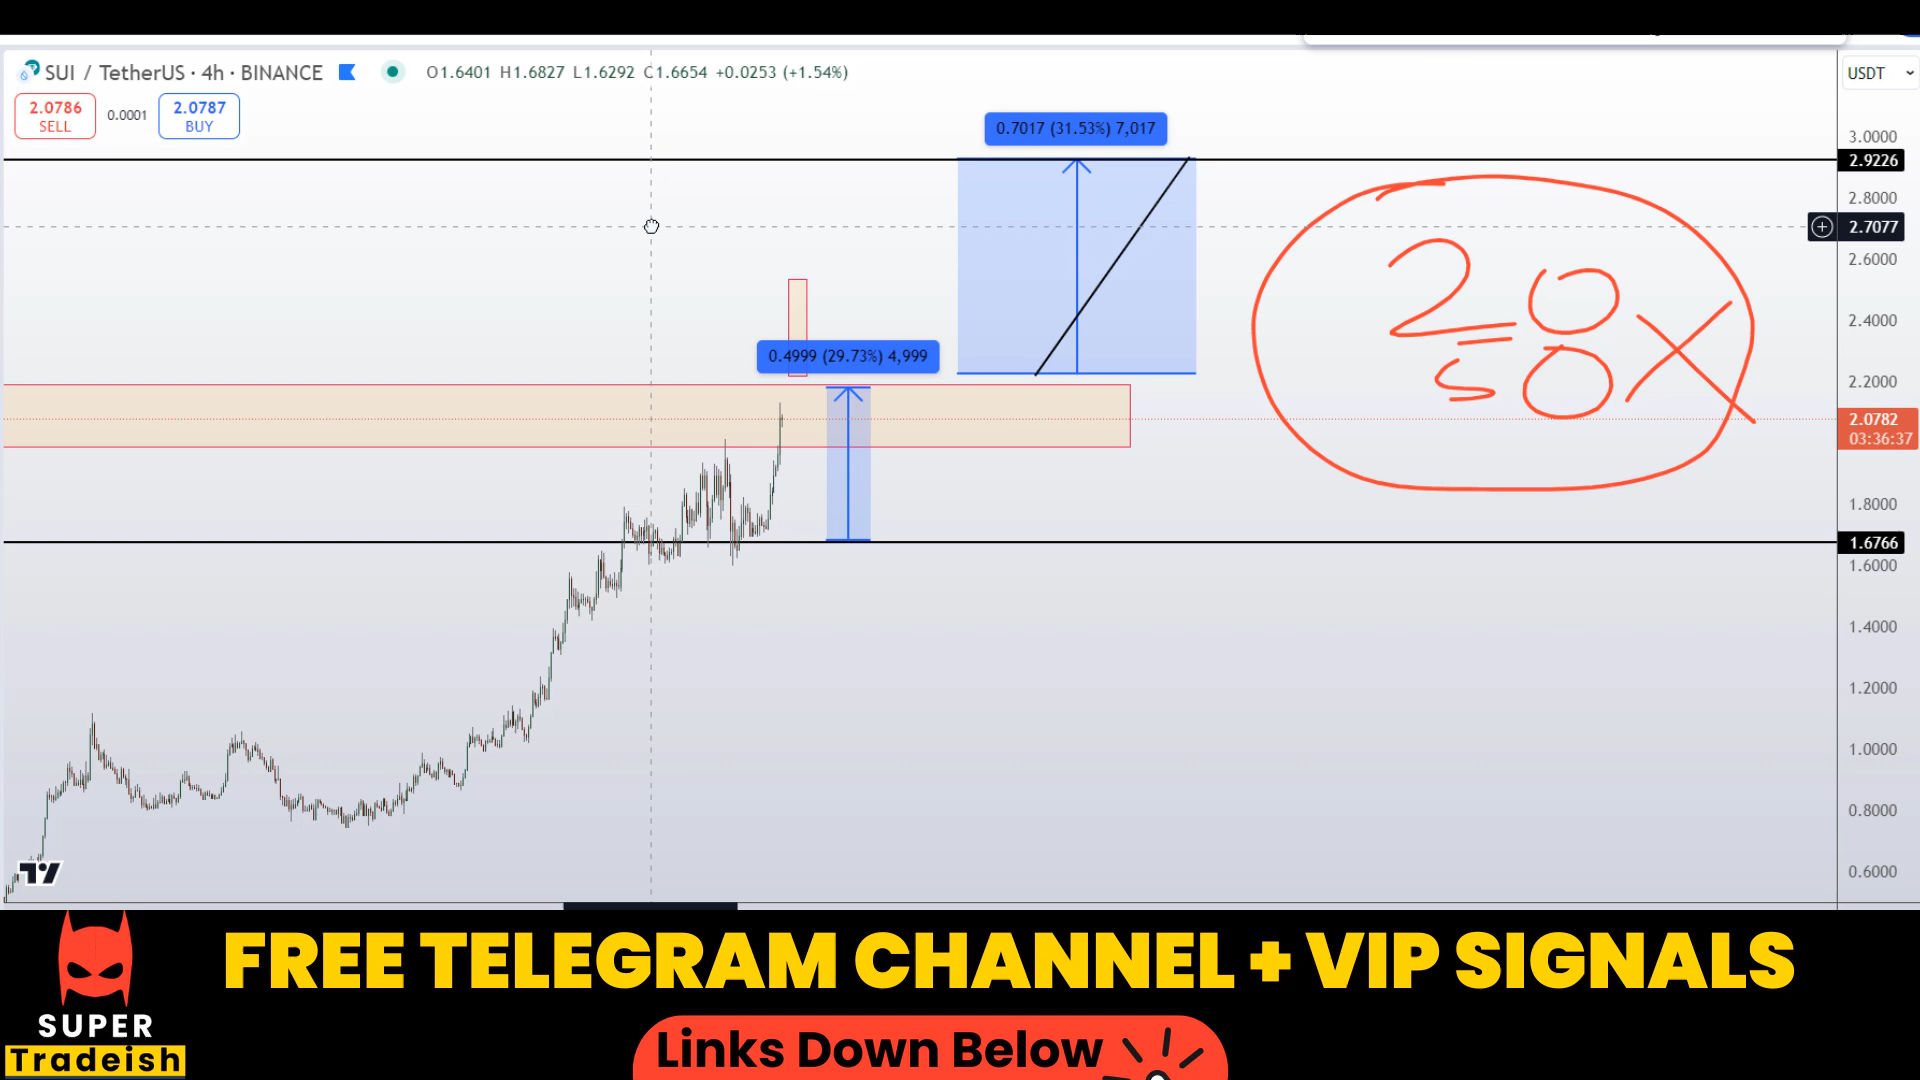 SUI / TetherUS · 4h · BINANCE O1.6401 H1.6827 L1.6292 C1.6654 +0.0253 (+1.54%)
USDT
2.0786
SELL
0.0001
2.0787
BUY
0.7017 (31.53%) 7,017
0.4999 (29.73%) 4,999
20
50X
3.0000
2.9226
2.8000
2.7077
2.6000
2.4000
2.2000
2.0782
03:36:37
1.8000
1.6766
1.6000
1.4000
1.2000
1.0000
0.8000
0.6000
SUPER
Tradeish
FREE TELEGRAM CHANNEL + VIP SIGNALS
Links Down Below